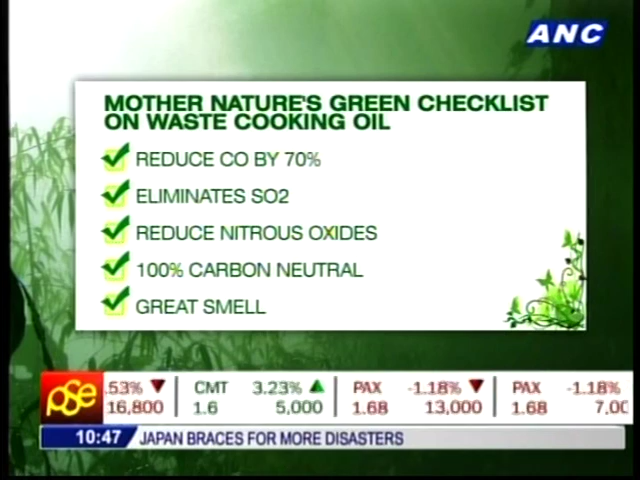 ANC
MOTHER NATURE'S GREEN CHECKLIST
ON WASTE COOKING OIL
REDUCE CO BY 70%
ELIMINATES SO2
REDUCE NITROUS OXIDES
100% CARBON NEUTRAL
GREAT SMELL
pse .53% CMT 3.23% PAX -1.18% PAX -1.18%
16,800 1.6 5,000 1.68 13,000 1.68
10:47 JAPAN BRACES FOR MORE DISASTERS